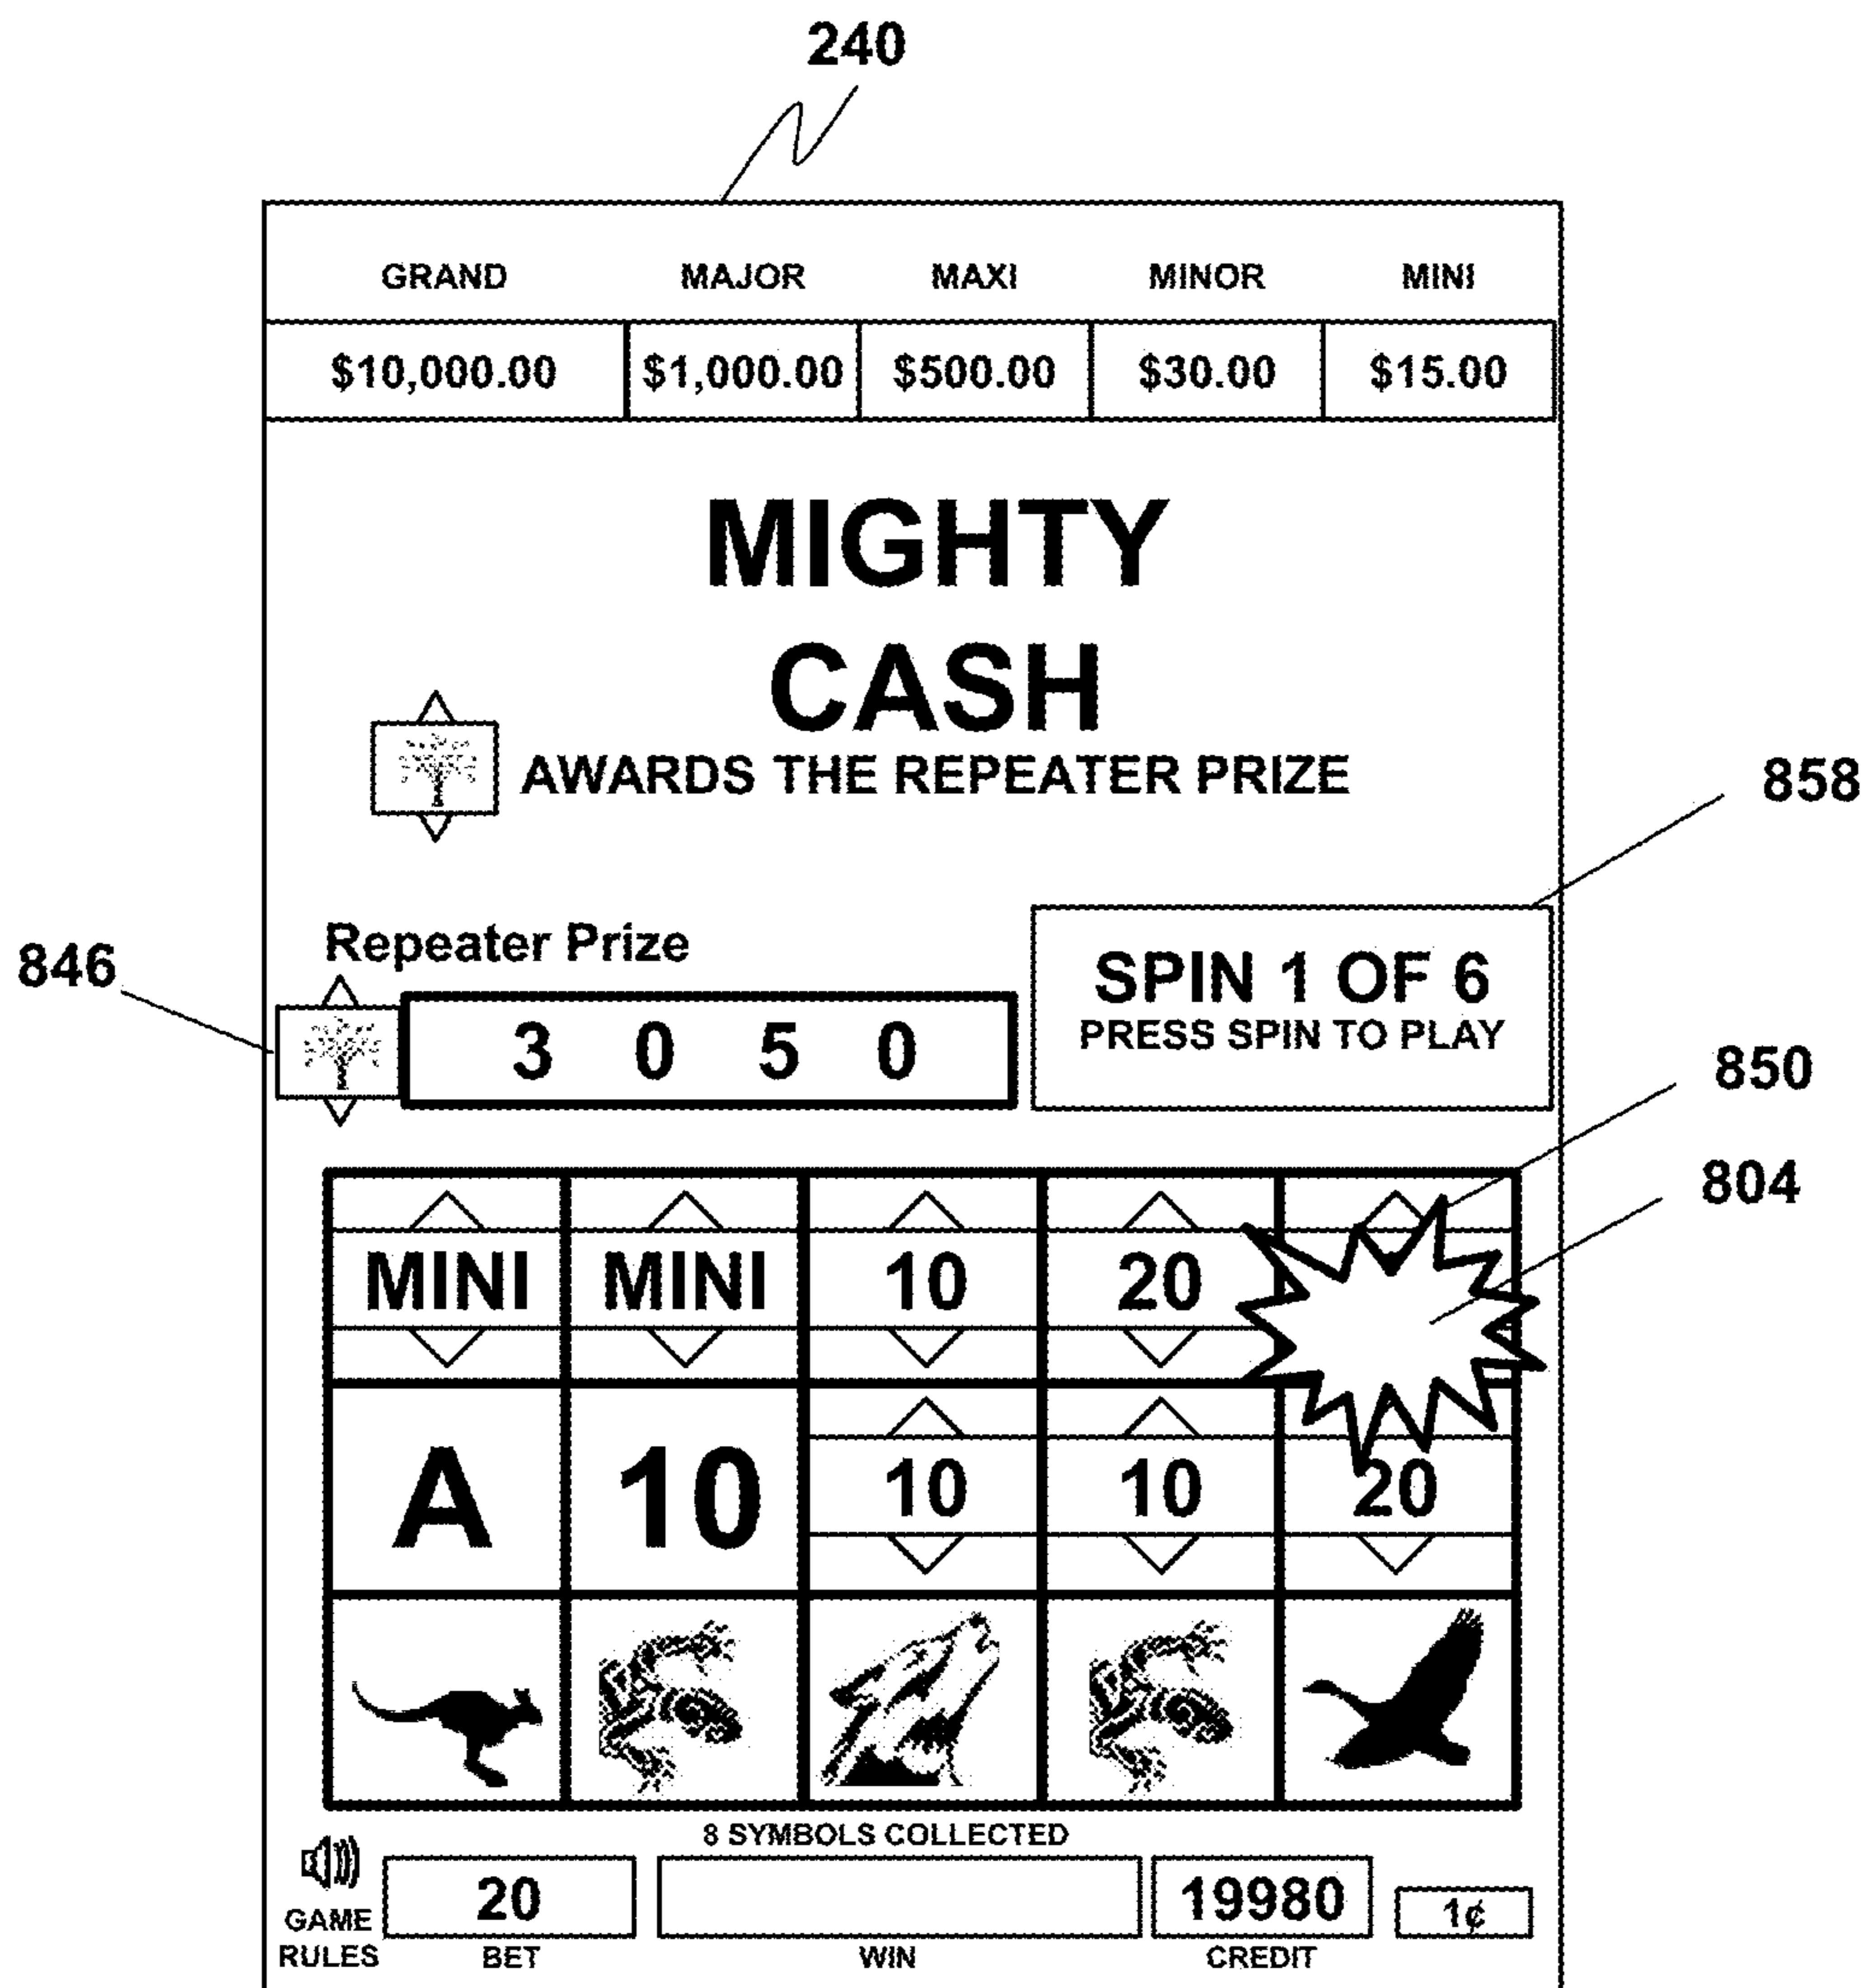 240
GRAND MAJOR MAXI MINOR MINI
$10,000.00 $1,000.00 $500.00 $30.00 $15.00
MIGHTY
CASH
AWARDS THE REPEATER PRIZE
858
Repeater Prize
846
SPIN 1 OF 6
PRESS SPIN TO PLAY
3 0 5 0
850
804
MINI MINI 10 20
A 10 10 10 20
8 SYMBOLS COLLECTED
20 19980 1¢
GAME
RULES BET WIN CREDIT